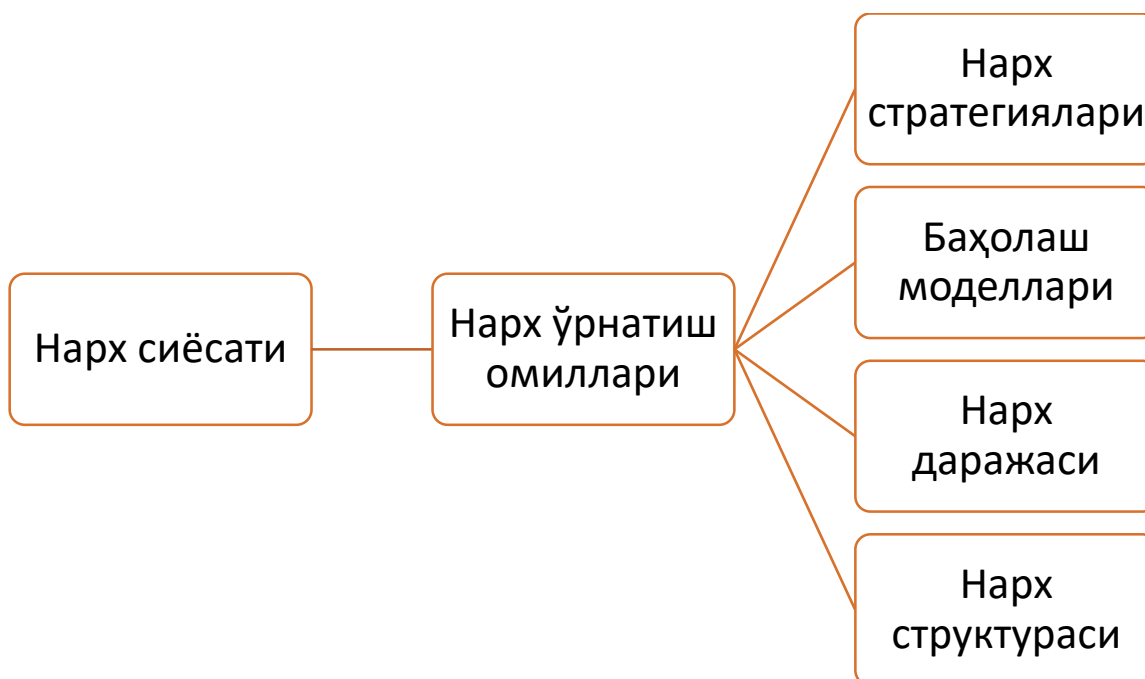 Нарх сиёсати
Нарх ўрнатиш
омиллари
Нарх
стратегиялари
Баҳолаш
моделлари
Нарх
даражаси
Нарх
структураси